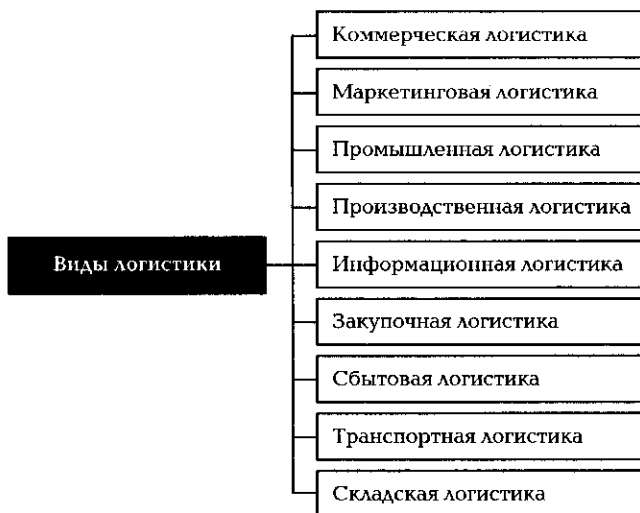 Коммерческая логистика
Маркетинговая логистика
Промышленная логистика
Производственная логистика
Виды логистики
Информационная логистика
Закупочная логистика
Сбытовая логистика
Транспортная логистика
Складская логистика